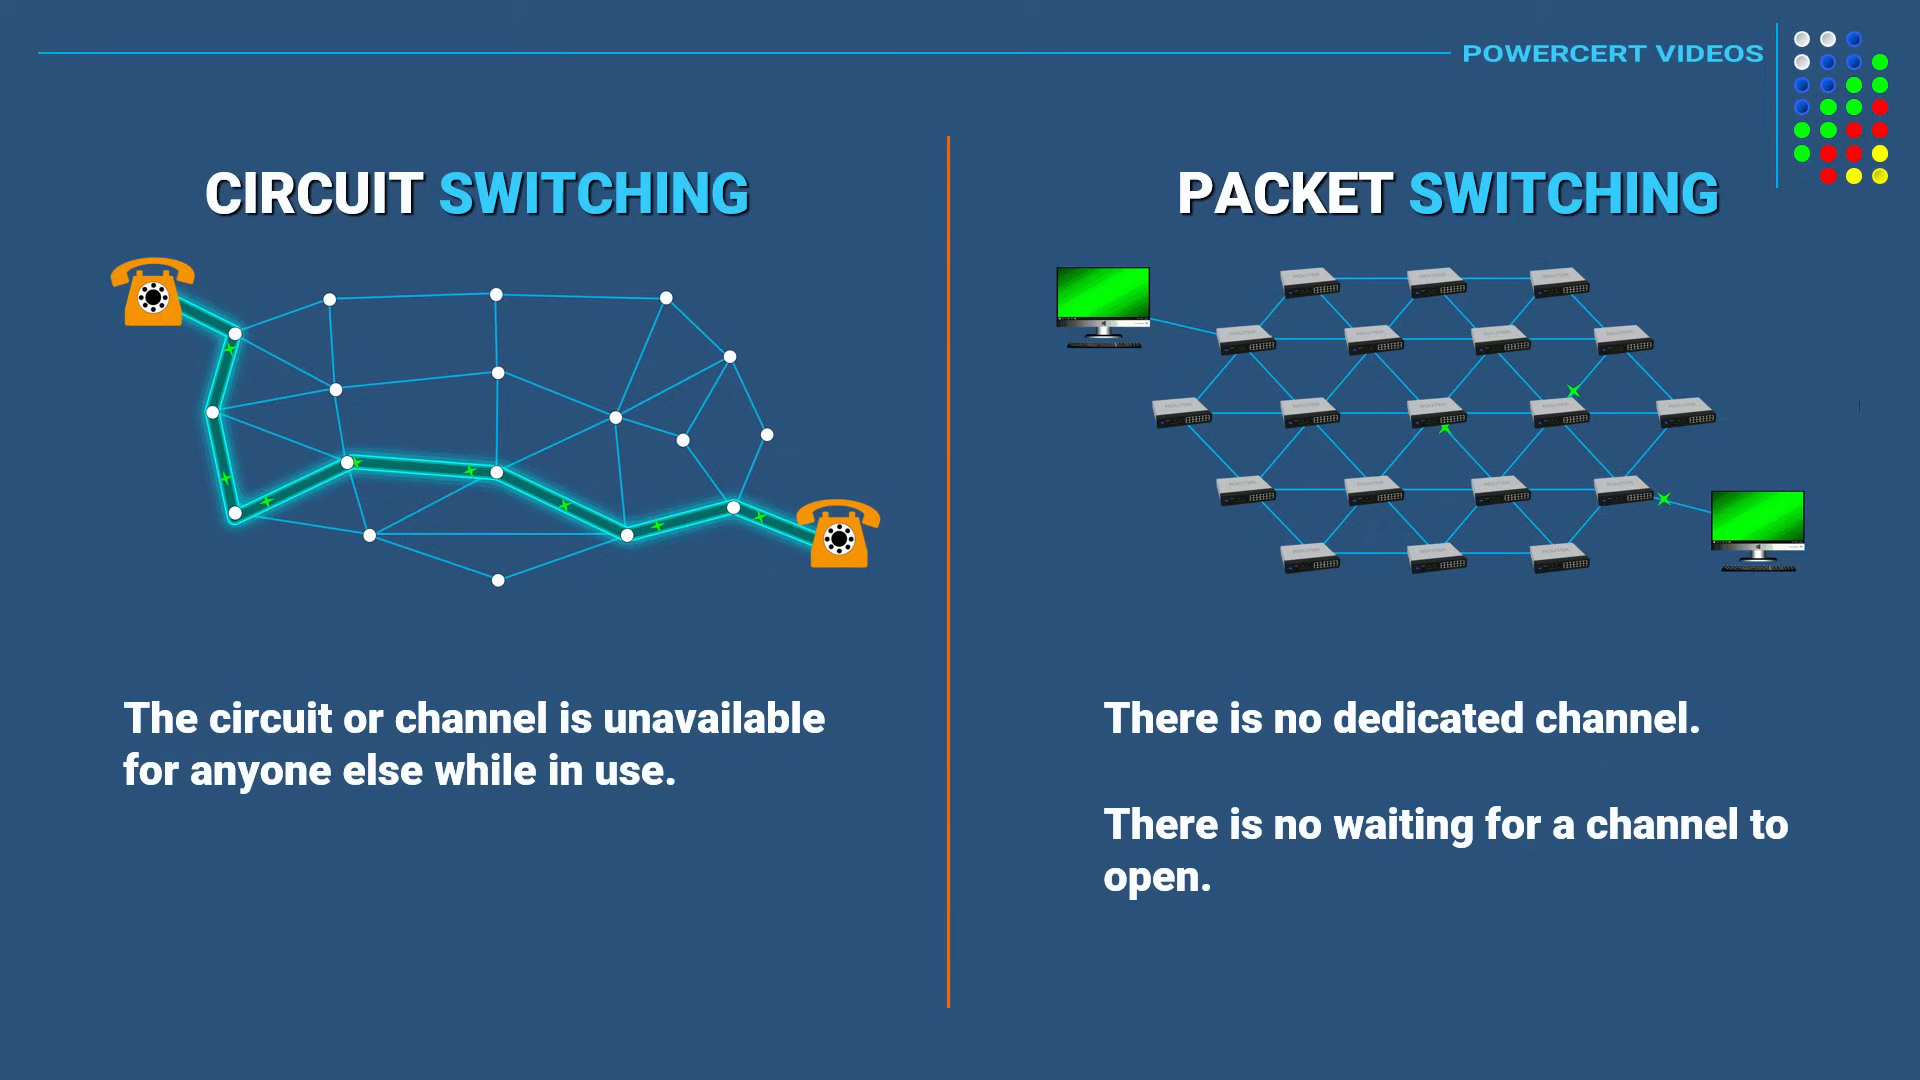 POWERCERT VIDEOS
CIRCUIT SWITCHING
The circuit or channel is unavailable
for anyone else while in use.
PACKET SWITCHING
There is no dedicated channel.
There is no waiting for a channel to
open.